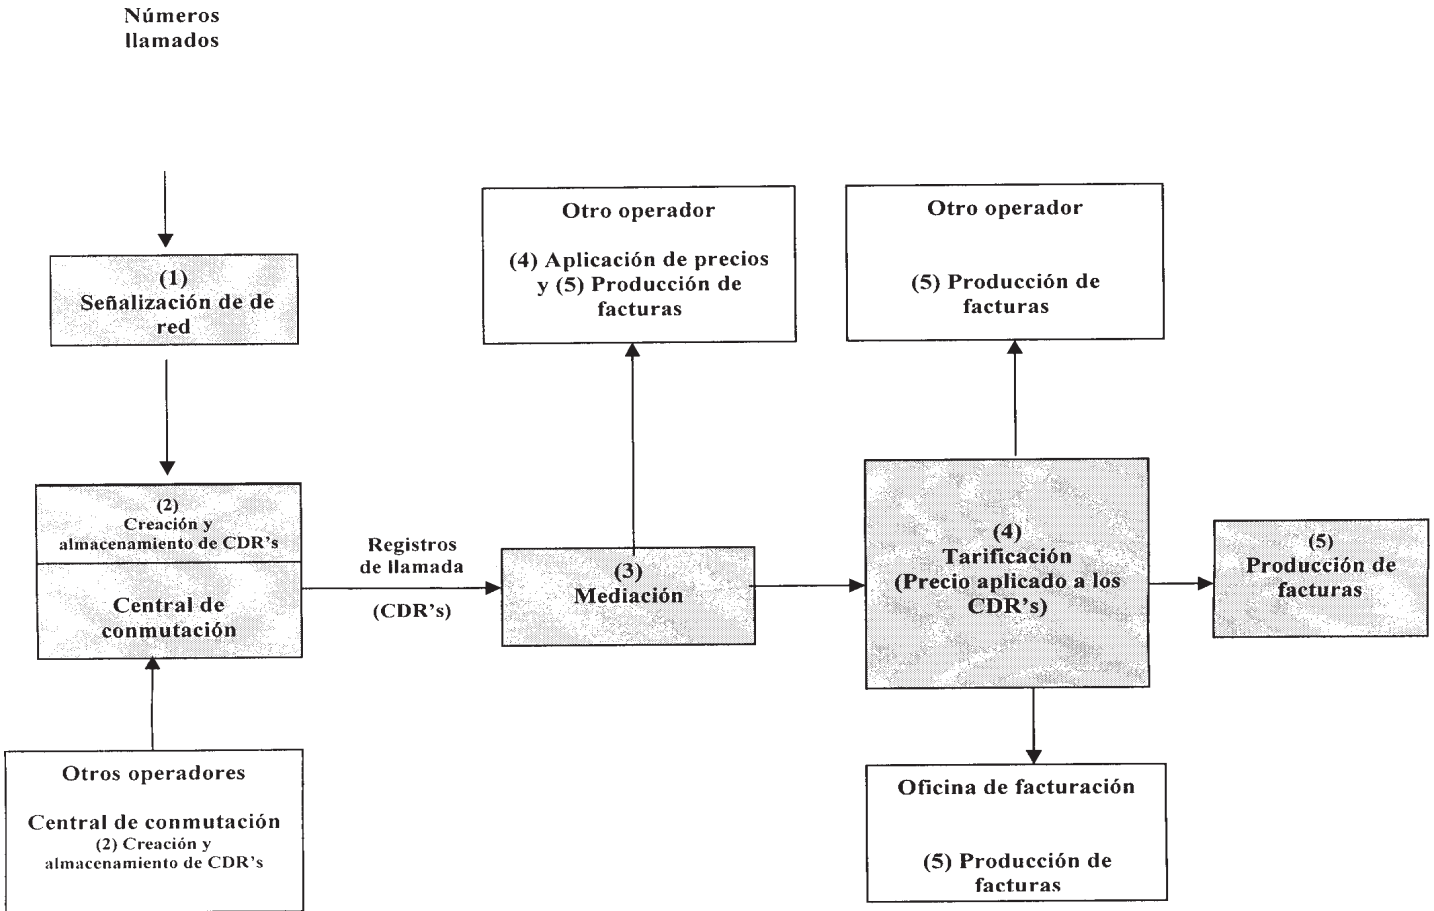 Números
llamados
(1)
Señalización de de
red
(2)
Creación y
almacenamiento de CDR's
Central de
conmutación
Otros operadores
Central de conmutación
(2) Creación y
almacenamiento de CDR's
Registros
de llamada
(CDR's)
Otro operador
(4) Aplicación de precios
y (5) Producción de
facturas
(3)
Mediación
Otro operador
(5) Producción de
facturas
(4)
Tarificación
(Precio aplicado a los
CDR's)
Oficina de facturación
(5) Producción de
facturas
(5)
Producción de
facturas